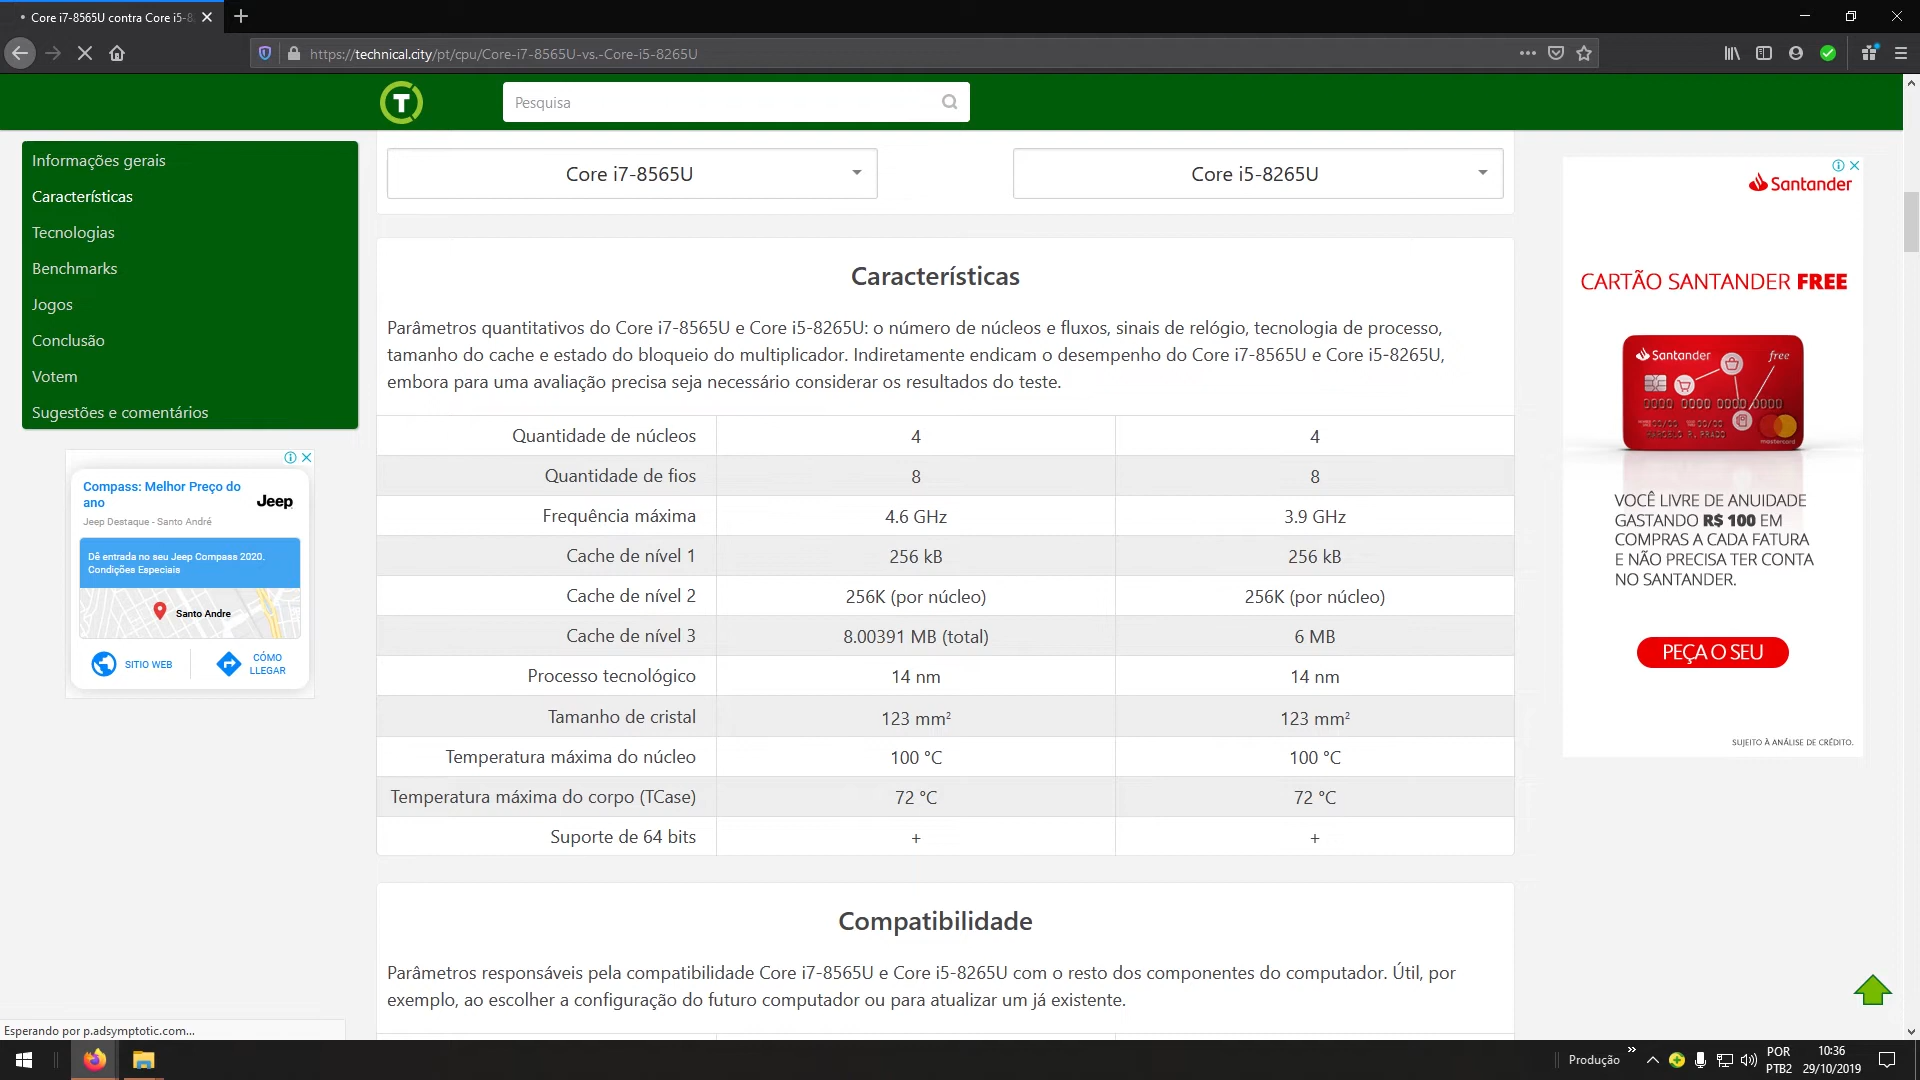 Core i7-8565U contra Core i5-8
https://technical.city/pt/cpu/Core-i7-8565U-vs.-Core-i5-8265U
T
Pesquisa
Informações gerais
Características
Tecnologias
Benchmarks
Jogos
Conclusão
Votem
Sugestões e comentários
Compass: Melhor Preço do
ano
Jeep
Jeep Destaque - Santo André
Dê entrada no seu Jeep Compass 2020.
Condições Especiais
Santo Andre
SITIO WEB
CÓMO
LLEGAR
Core i7-8565U
Core i5-8265U
Características
Parâmetros quantitativos do Core i7-8565U e Core i5-8265U: o número de núcleos e fluxos, sinais de relógio, tecnologia de processo,
tamanho do cache e estado do bloqueio do multiplicador. Indiretamente endicam o desempenho do Core i7-8565U e Core i5-8265U,
embora para uma avaliação precisa seja necessário considerar os resultados do teste.
Quantidade de núcleos 4 4
Quantidade de fios 8 8
Frequência máxima 4.6 GHz 3.9 GHz
Cache de nível 1 256 kB 256 kB
Cache de nível 2 256K (por núcleo) 256K (por núcleo)
Cache de nível 3 8.00391 MB (total) 6 MB
Processo tecnológico 14 nm 14 nm
Tamanho de cristal 123 mm² 123 mm²
Temperatura máxima do núcleo 100 °C 100 °C
Temperatura máxima do corpo (TCase) 72 °C 72 °C
Suporte de 64 bits + +
Compatibilidade
Parâmetros responsáveis pela compatibilidade Core i7-8565U e Core i5-8265U com o resto dos componentes do computador. Útil, por
exemplo, ao escolher a configuração do futuro computador ou para atualizar um já existente.
Santander
CARTÃO SANTANDER FREE
Santander
free
0000 0000 0000 0000
MARCELO R. PRADO
mastercard
VOCÊ LIVRE DE ANUIDADE
GASTANDO R$ 100 EM
COMPRAS A CADA FATURA
E NÃO PRECISA TER CONTA
NO SANTANDER.
PEÇA O SEU
SUJEITO À ANÁLISE DE CRÉDITO.
Esperando por p.adsymptotic.com...
Produção
POR
PTB2
10:36
29/10/2019